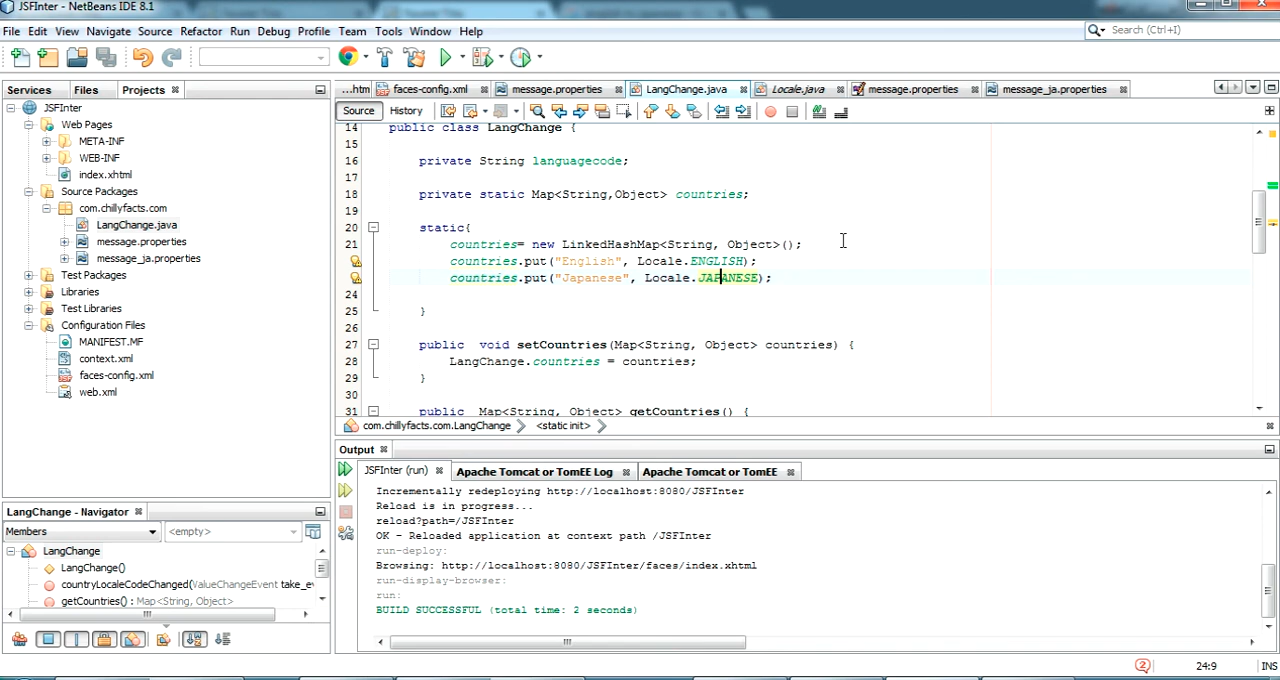 JSFInter - NetBeans IDE 8.1
File Edit View Navigate Source Refactor Run Debug Profile Team Tools Window Help
Search (Ctrl+I)
Services Files Projects
...htm faces-config.xml message.properties LangChange.java Locale.java message.properties message_ja.properties
Source History
JSFInter
Web Pages
META-INF
WEB-INF
index.xhtml
Source Packages
com.chillyfacts.com
LangChange.java
message.properties
message_ja.properties
Test Packages
Libraries
Test Libraries
Configuration Files
MANIFEST.MF
context.xml
faces-config.xml
web.xml
14 public class LangChange {
15
16 private String languagecode;
17
18 private static Map<String,Object> countries;
19
20 static{
21 countries= new LinkedHashMap<String, Object>();
countries.put("English", Locale.ENGLISH);
countries.put("Japanese", Locale.JAPANESE);
24
25 }
26
27 public void setCountries(Map<String, Object> countries) {
28 LangChange.countries = countries;
29 }
30
31 public Map<String, Object> getCountries() {
com.chillyfacts.com.LangChange <static init>
LangChange - Navigator
Members <empty>
LangChange
LangChange()
countryLocaleCodeChanged(ValueChangeEvent take_ev
getCountries() : Map<String, Object>
Output
JSFInter (run) Apache Tomcat or TomEE Log Apache Tomcat or TomEE
Incrementally redeploying http://localhost:8080/JSFInter
Reload is in progress...
reload?path=/JSFInter
OK - Reloaded application at context path /JSFInter
run-deploy:
Browsing: http://localhost:8080/JSFInter/faces/index.xhtml
run-display-browser:
run:
BUILD SUCCESSFUL (total time: 2 seconds)
2 24:9 INS